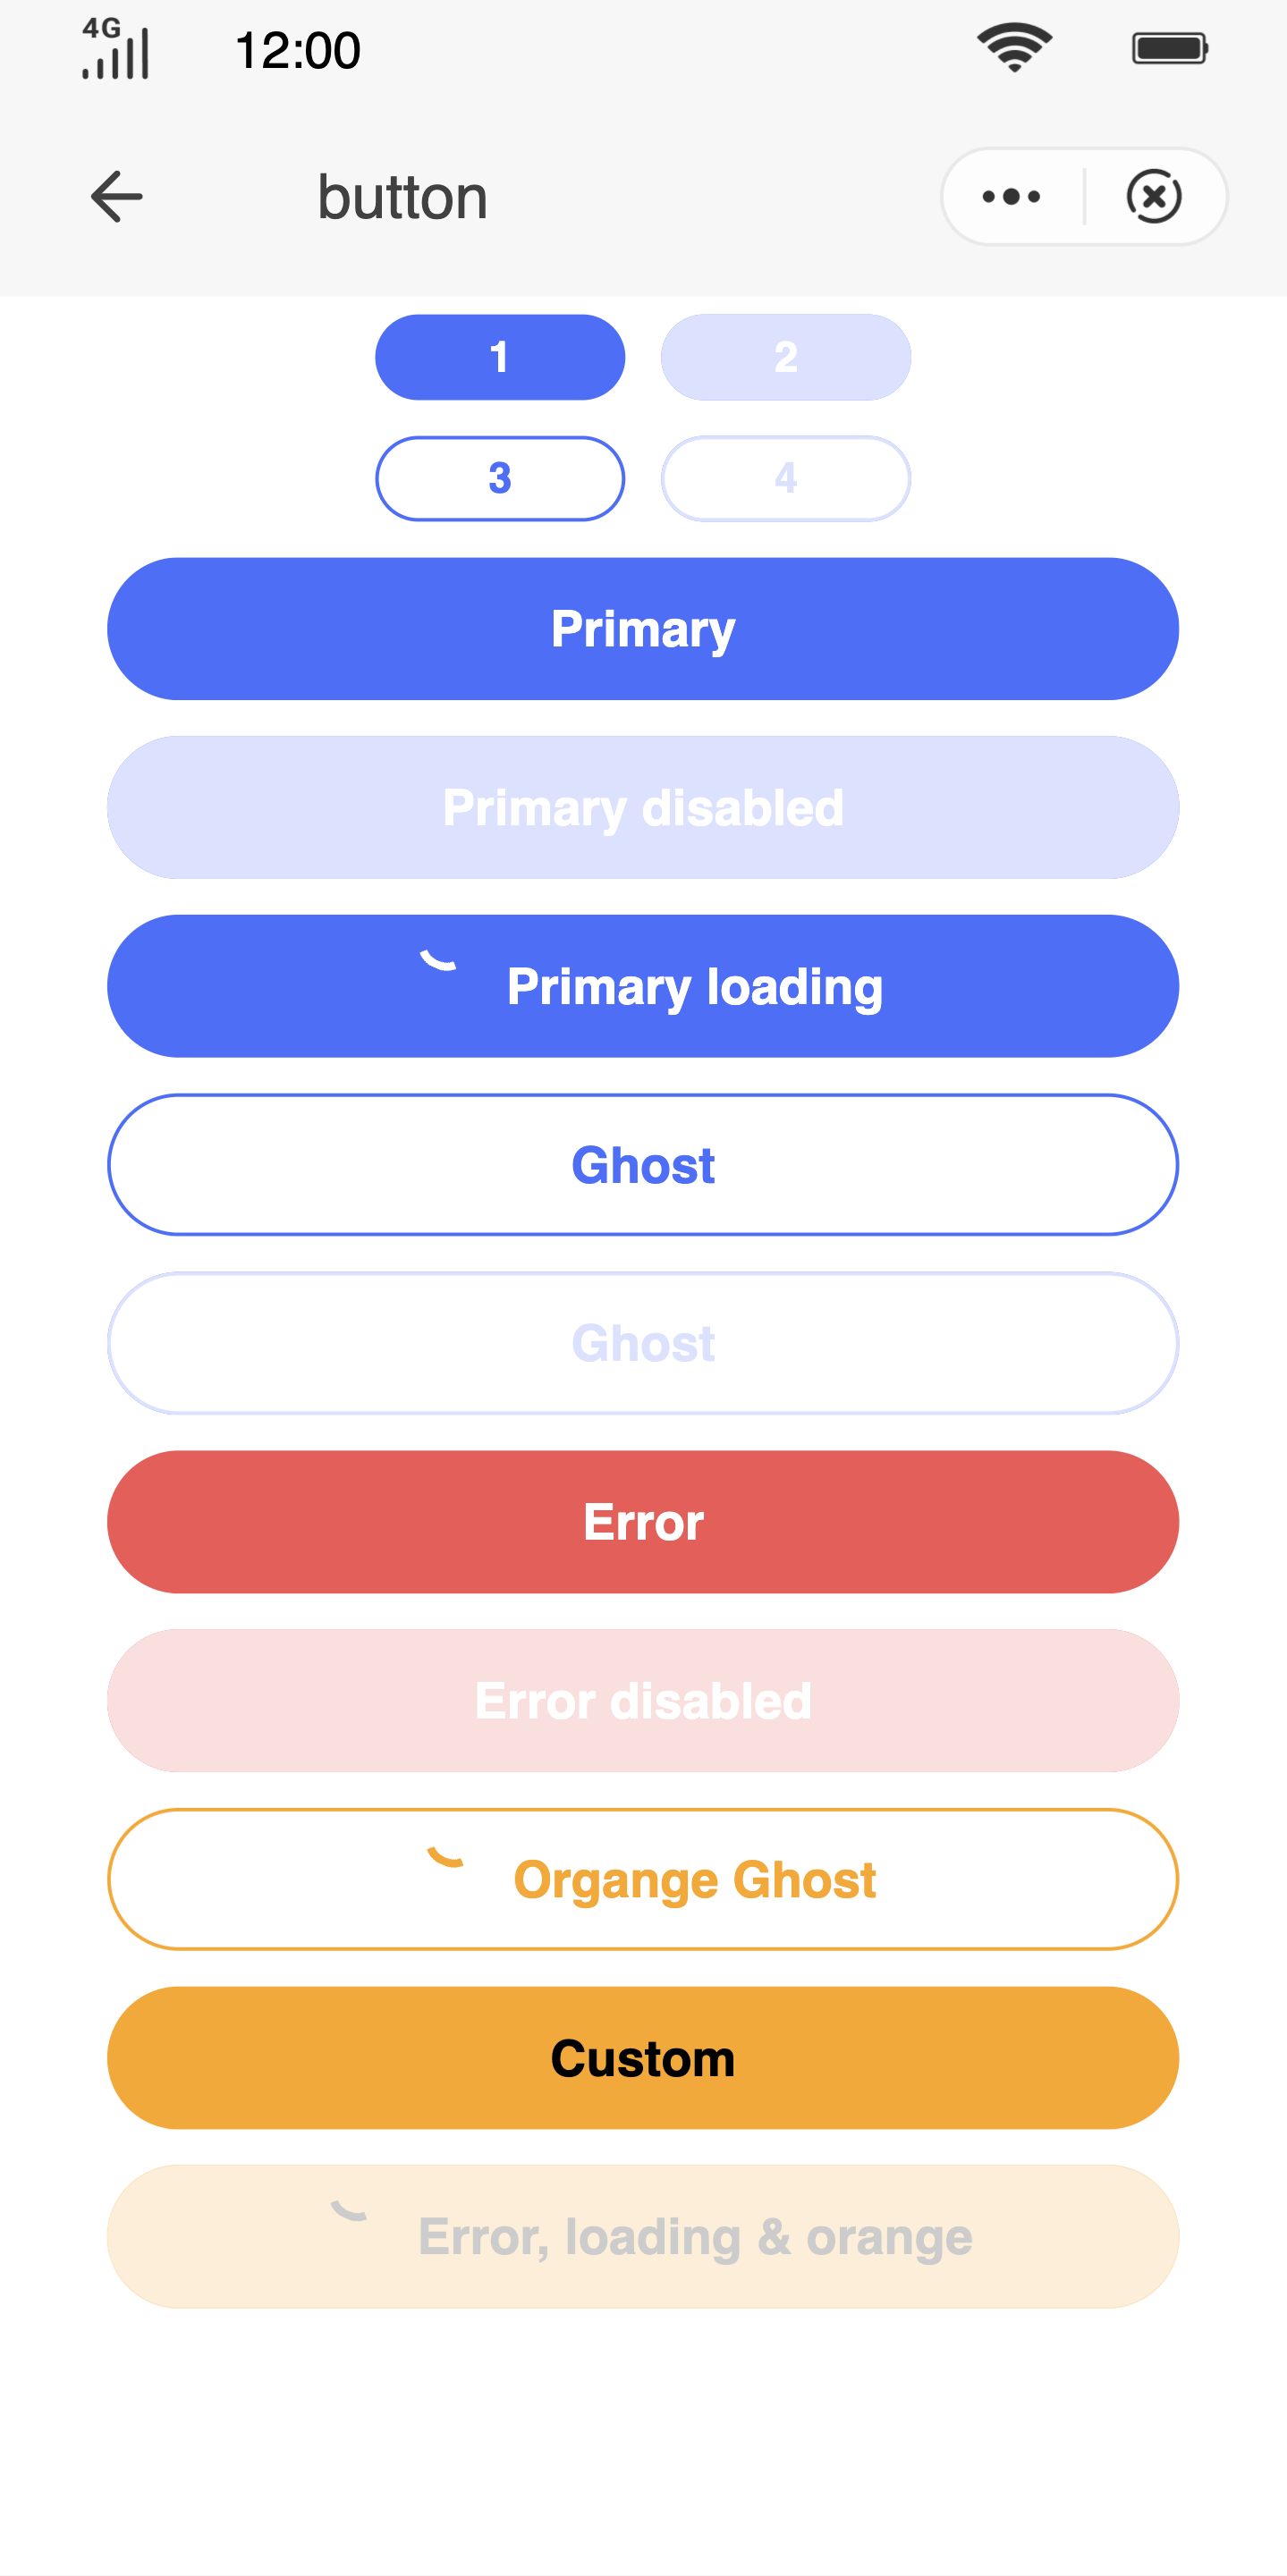 4G
12:00
button
1
2
3
4
Primary
Primary disabled
Primary loading
Ghost
Ghost
Error
Error disabled
Organge Ghost
Custom
Error, loading & orange